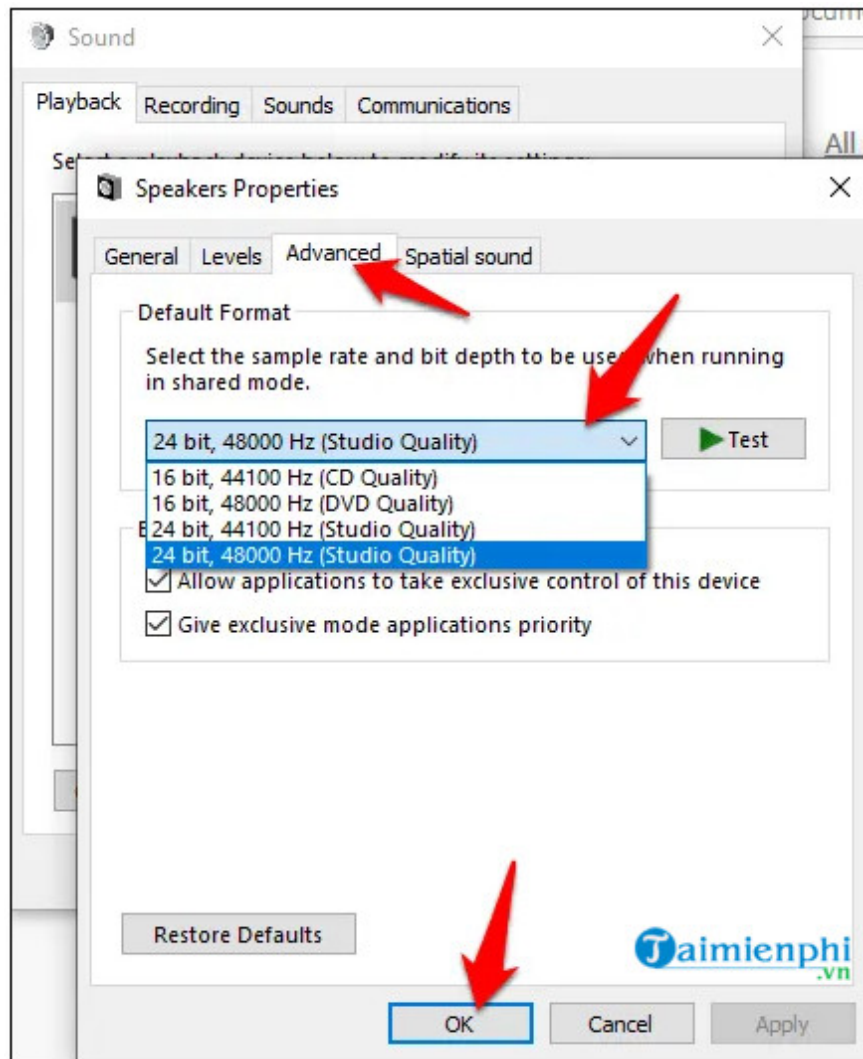 Sound
Playback Recording Sounds Communications
All
Speakers Properties
General Levels Advanced Spatial sound
Default Format
Select the sample rate and bit depth to be used when running
in shared mode.
24 bit, 48000 Hz (Studio Quality)
Test
16 bit, 44100 Hz (CD Quality)
16 bit, 48000 Hz (DVD Quality)
24 bit, 44100 Hz (Studio Quality)
24 bit, 48000 Hz (Studio Quality)
Allow applications to take exclusive control of this device
Give exclusive mode applications priority
Restore Defaults
Taimienphi
.vn
OK Cancel Apply